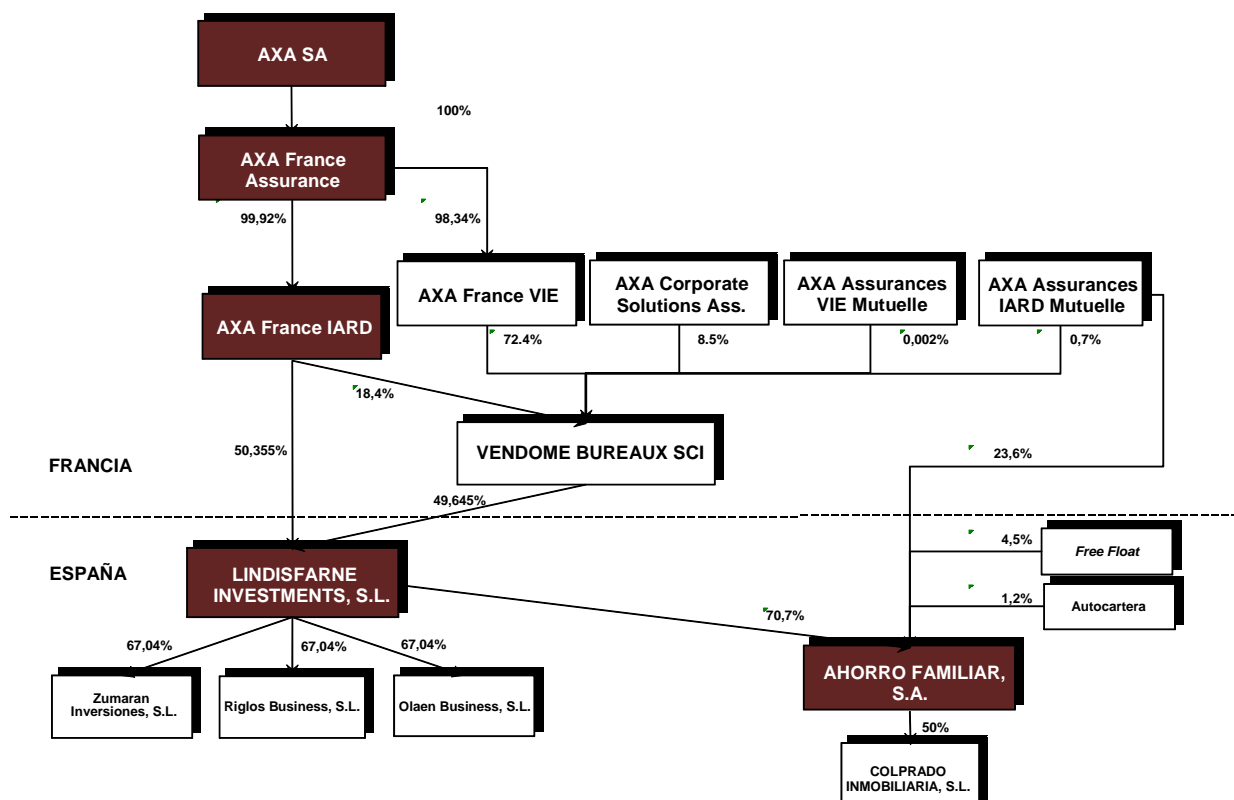 AXA SA
100%
AXA France
Assurance
99,92%
98,34%
AXA France VIE
AXA Corporate
Solutions Ass.
AXA Assurances
VIE Mutuelle
AXA Assurances
IARD Mutuelle
AXA France IARD
72.4%
8.5%
0,002%
0,7%
18,4%
VENDOME BUREAUX SCI
50,355%
23,6%
FRANCIA
49,645%
4,5%
Free Float
ESPAÑA
LINDISFARNE
INVESTMENTS, S.L.
1,2%
Autocartera
70,7%
67,04%
67,04%
67,04%
AHORRO FAMILIAR,
S.A.
Zumaran
Inversiones, S.L.
Riglos Business, S.L.
Olaen Business, S.L.
50%
COLPRADO
INMOBILIARIA, S.L.